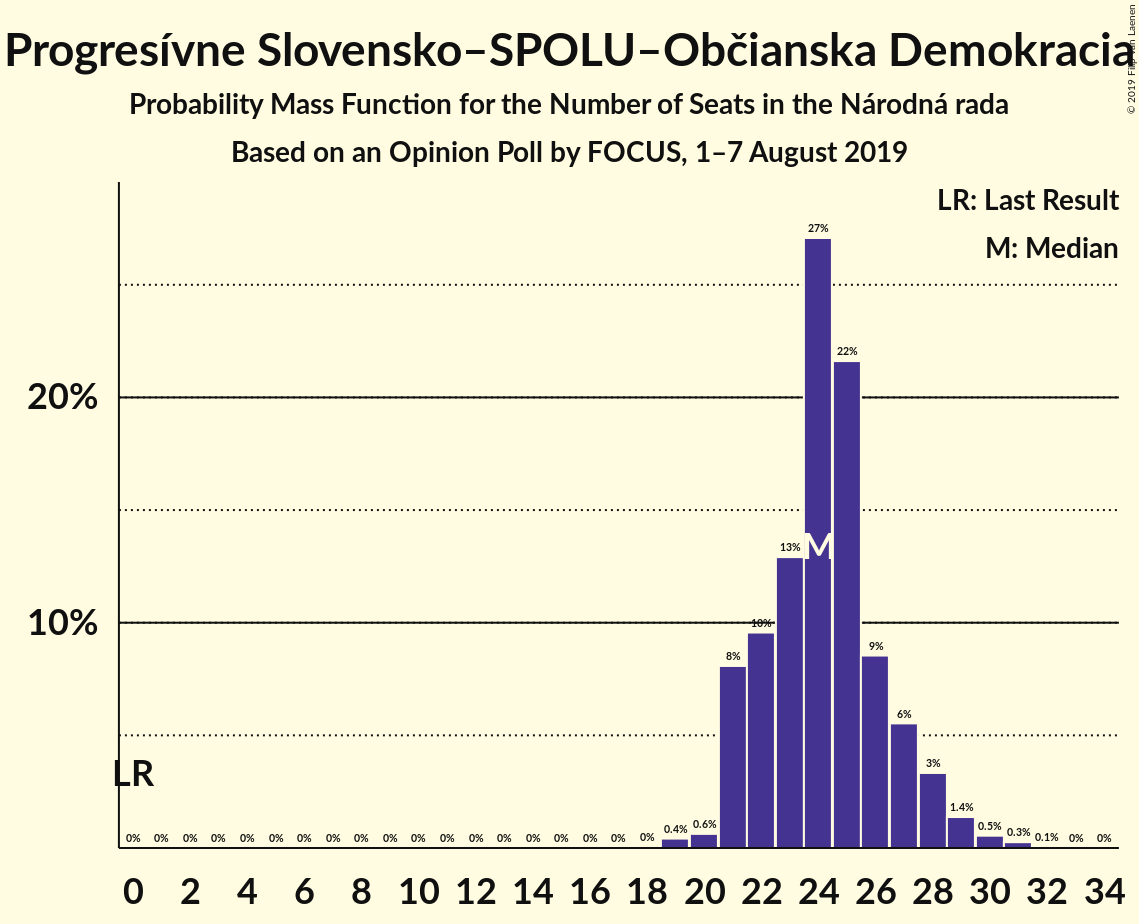 Progresívne Slovensko–SPOLU–Občianska Demokracia
© 2019 Filip van Laenen
Probability Mass Function for the Number of Seats in the Národná rada
Based on an Opinion Poll by FOCUS, 1–7 August 2019
LR: Last Result
M: Median
27%
22%
20%
13%
M
10%
10%
8%
9%
6%
3%
LR
0% 0% 0% 0% 0% 0% 0% 0% 0% 0% 0% 0% 0% 0% 0% 0% 0% 0% 0% 0.4% 0.6% 1.4% 0.5% 0.3% 0.1% 0% 0%
0 2 4 6 8 10 12 14 16 18 20 22 24 26 28 30 32 34